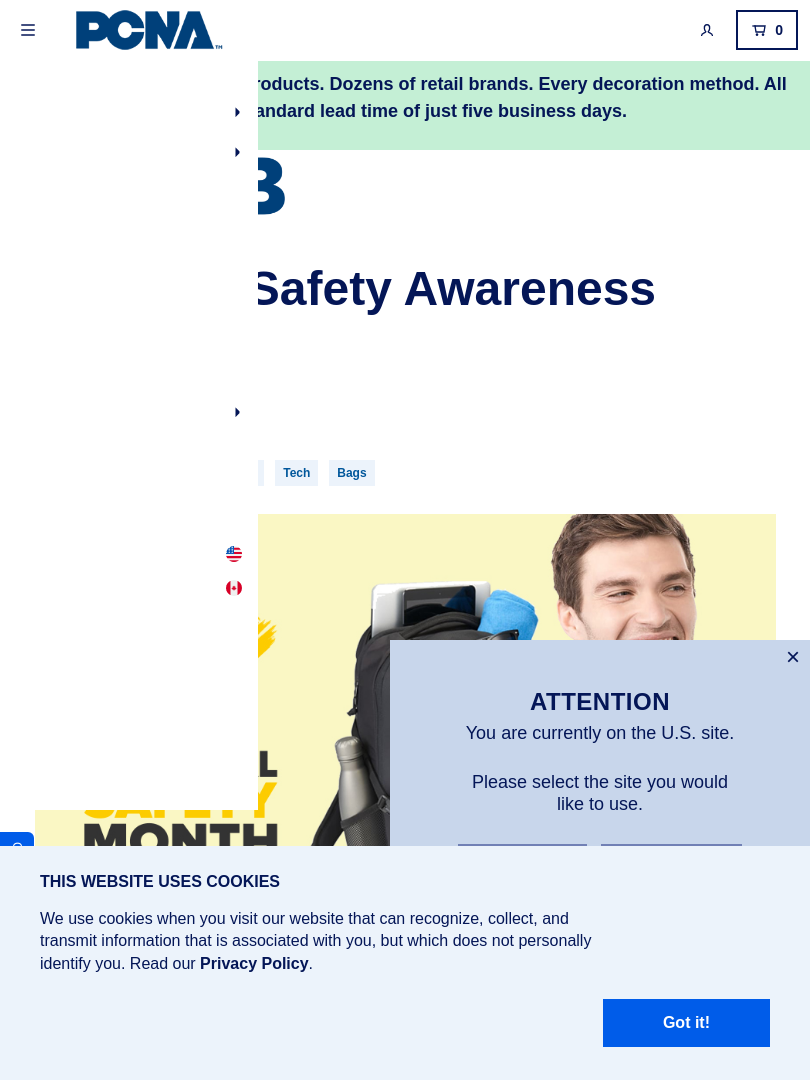 PCNA™
0
roducts. Dozens of retail brands. Every decoration method. All
andard lead time of just five business days.
Safety Awareness
Tech
Bags
SAFETY
MONTH
ATTENTION
You are currently on the U.S. site.
Please select the site you would
like to use.
THIS WEBSITE USES COOKIES
We use cookies when you visit our website that can recognize, collect, and
transmit information that is associated with you, but which does not personally
identify you. Read our Privacy Policy.
Got it!